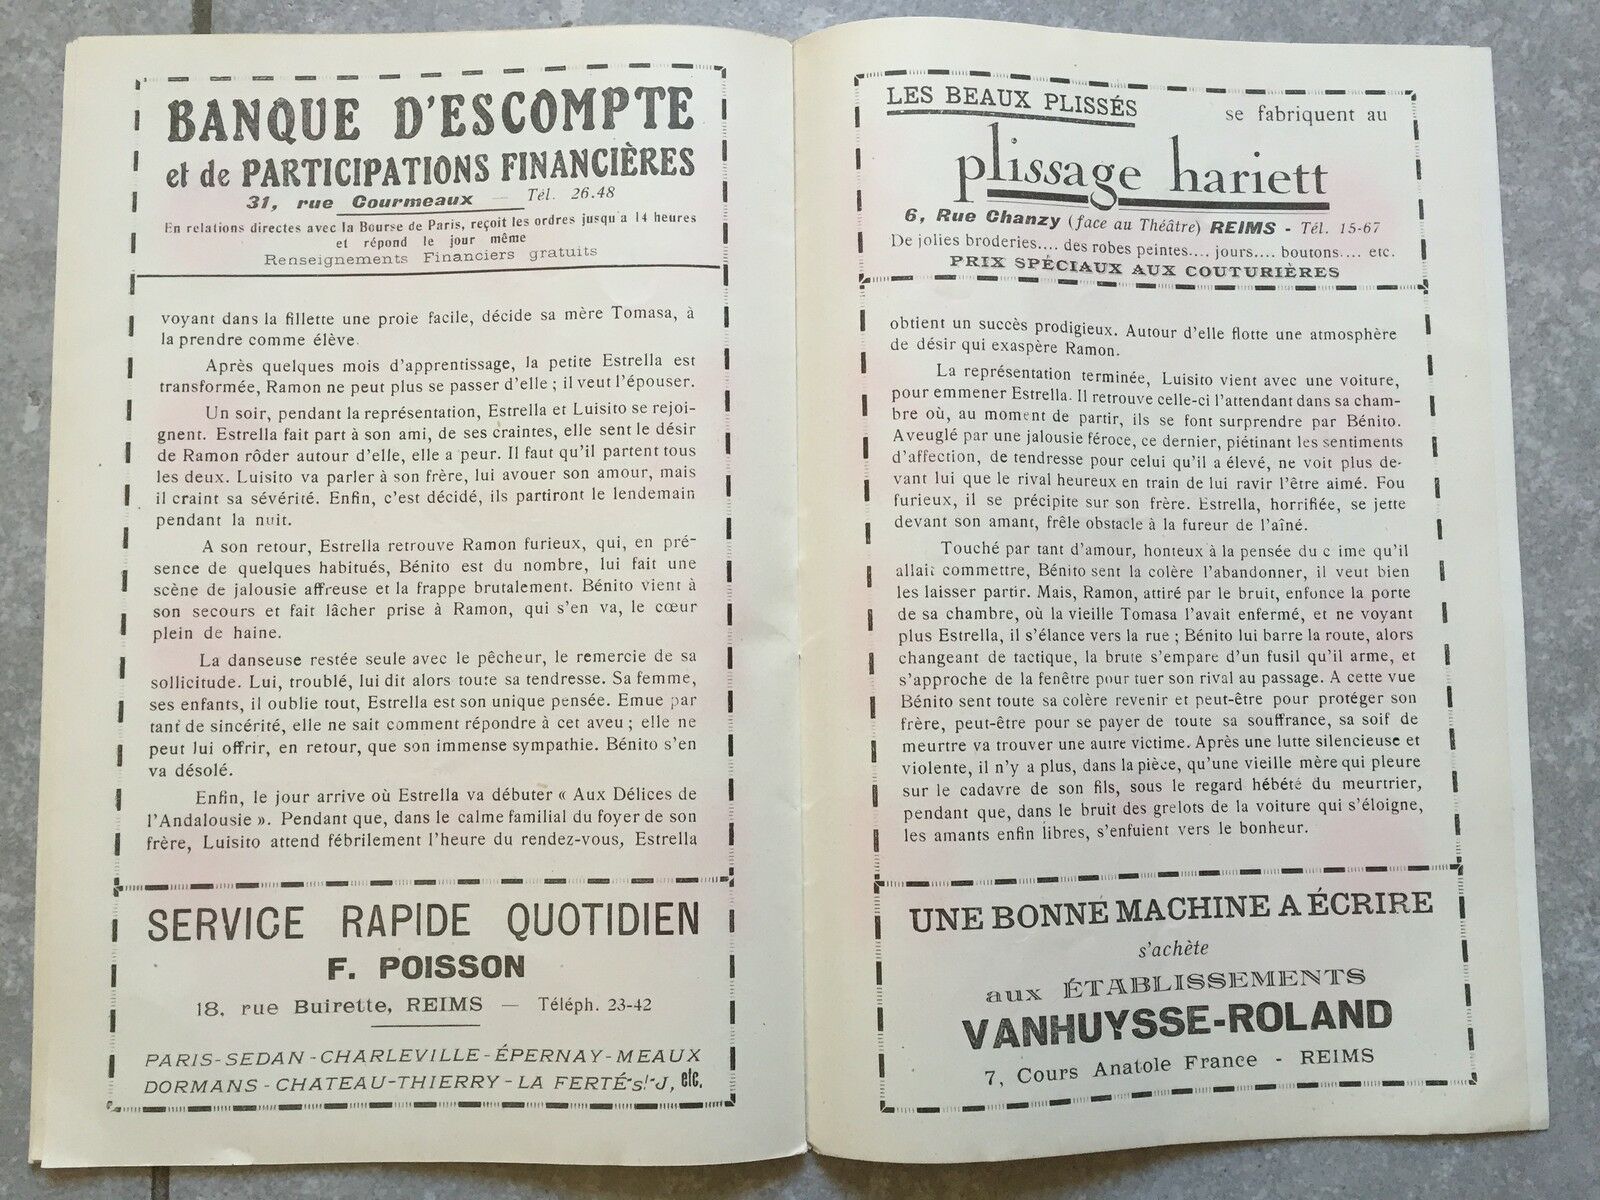 BANQUE D'ESCOMPTE
et de PARTICIPATIONS FINANCIÈRES
31, rue Courmeaux — Tél. 26.48
En relations directes avec la Bourse de Paris, reçoit les ordres jusqu'a 14 heures
et répond le jour même
Renseignements Financiers gratuits
voyant dans la fillette une proie facile, décide sa mère Tomasa, à
la prendre comme élève.
Après quelques mois d'apprentissage, la petite Estrella est
transformée, Ramon ne peut plus se passer d'elle ; il veut l'épouser.
Un soir, pendant la représentation, Estrella et Luisito se rejoi-
gnent. Estrella fait part à son ami, de ses craintes, elle sent le désir
de Ramon rôder autour d'elle, elle a peur. Il faut qu'il partent tous
les deux. Luisito va parler à son frère, lui avouer son amour, mais
il craint sa sévérité. Enfin, c'est décidé, ils partiront le lendemain
pendant la nuit.
A son retour, Estrella retrouve Ramon furieux, qui, en pré-
sence de quelques habitués, Bénito est du nombre, lui fait une
scène de jalousie affreuse et la frappe brutalement. Bénito vient à
son secours et fait lâcher prise à Ramon, qui s'en va, le cœur
plein de haine.
La danseuse restée seule avec le pêcheur, le remercie de sa
sollicitude. Lui, troublé, lui dit alors toute sa tendresse. Sa femme,
ses enfants, il oublie tout, Estrella est son unique pensée. Emue par
tant de sincérité, elle ne sait comment répondre à cet aveu ; elle ne
peut lui offrir, en retour, que son immense sympathie. Bénito s'en
va désolé.
Enfin, le jour arrive où Estrella va débuter « Aux Délices de
l'Andalousie ». Pendant que, dans le calme familial du foyer de son
frère, Luisito attend fébrilement l'heure du rendez-vous, Estrella
SERVICE RAPIDE QUOTIDIEN
F. POISSON
18, rue Buirette, REIMS — Téléph. 23-42
PARIS-SEDAN-CHARLEVILLE-ÉPERNAY-MEAUX
DORMANS-CHATEAU-THIERRY-LA FERTÉ s/-J, etc.
LES BEAUX PLISSÉS se fabriquent au
plissage hariett
6, Rue Chanzy (face au Théâtre) REIMS - Tél. 15-67
De jolies broderies.... des robes peintes.... jours.... boutons.... etc.
PRIX SPÉCIAUX AUX COUTURIÈRES
obtient un succès prodigieux. Autour d'elle flotte une atmosphère
de désir qui exaspère Ramon.
La représentation terminée, Luisito vient avec une voiture,
pour emmener Estrella. Il retrouve celle-ci l'attendant dans sa cham-
bre où, au moment de partir, ils se font surprendre par Bénito.
Aveuglé par une jalousie féroce, ce dernier, piétinant les sentiments
d'affection, de tendresse pour celui qu'il a élevé, ne voit plus de-
vant lui que le rival heureux en train de lui ravir l'être aimé. Fou
furieux, il se précipite sur son frère. Estrella, horrifiée, se jette
devant son amant, frêle obstacle à la fureur de l'aîné.
Touché par tant d'amour, honteux à la pensée du c ime qu'il
allait commettre, Bénito sent la colère l'abandonner, il veut bien
les laisser partir. Mais, Ramon, attiré par le bruit, enfonce la porte
de sa chambre, où la vieille Tomasa l'avait enfermé, et ne voyant
plus Estrella, il s'élance vers la rue ; Bénito lui barre la route, alors
changeant de tactique, la brute s'empare d'un fusil qu'il arme, et
s'approche de la fenêtre pour tuer son rival au passage. A cette vue
Bénito sent toute sa colère revenir et peut-être pour protéger son
frère, peut-être pour se payer de toute sa souffrance, sa soif de
meurtre va trouver une autre victime. Après une lutte silencieuse et
violente, il n'y a plus, dans la pièce, qu'une vieille mère qui pleure
sur le cadavre de son fils, sous le regard hébété du meurtrier,
pendant que, dans le bruit des grelots de la voiture qui s'éloigne,
les amants enfin libres, s'enfuient vers le bonheur.
UNE BONNE MACHINE A ÉCRIRE
s'achète
aux ÉTABLISSEMENTS
VANHUYSSE-ROLAND
7, Cours Anatole France - REIMS